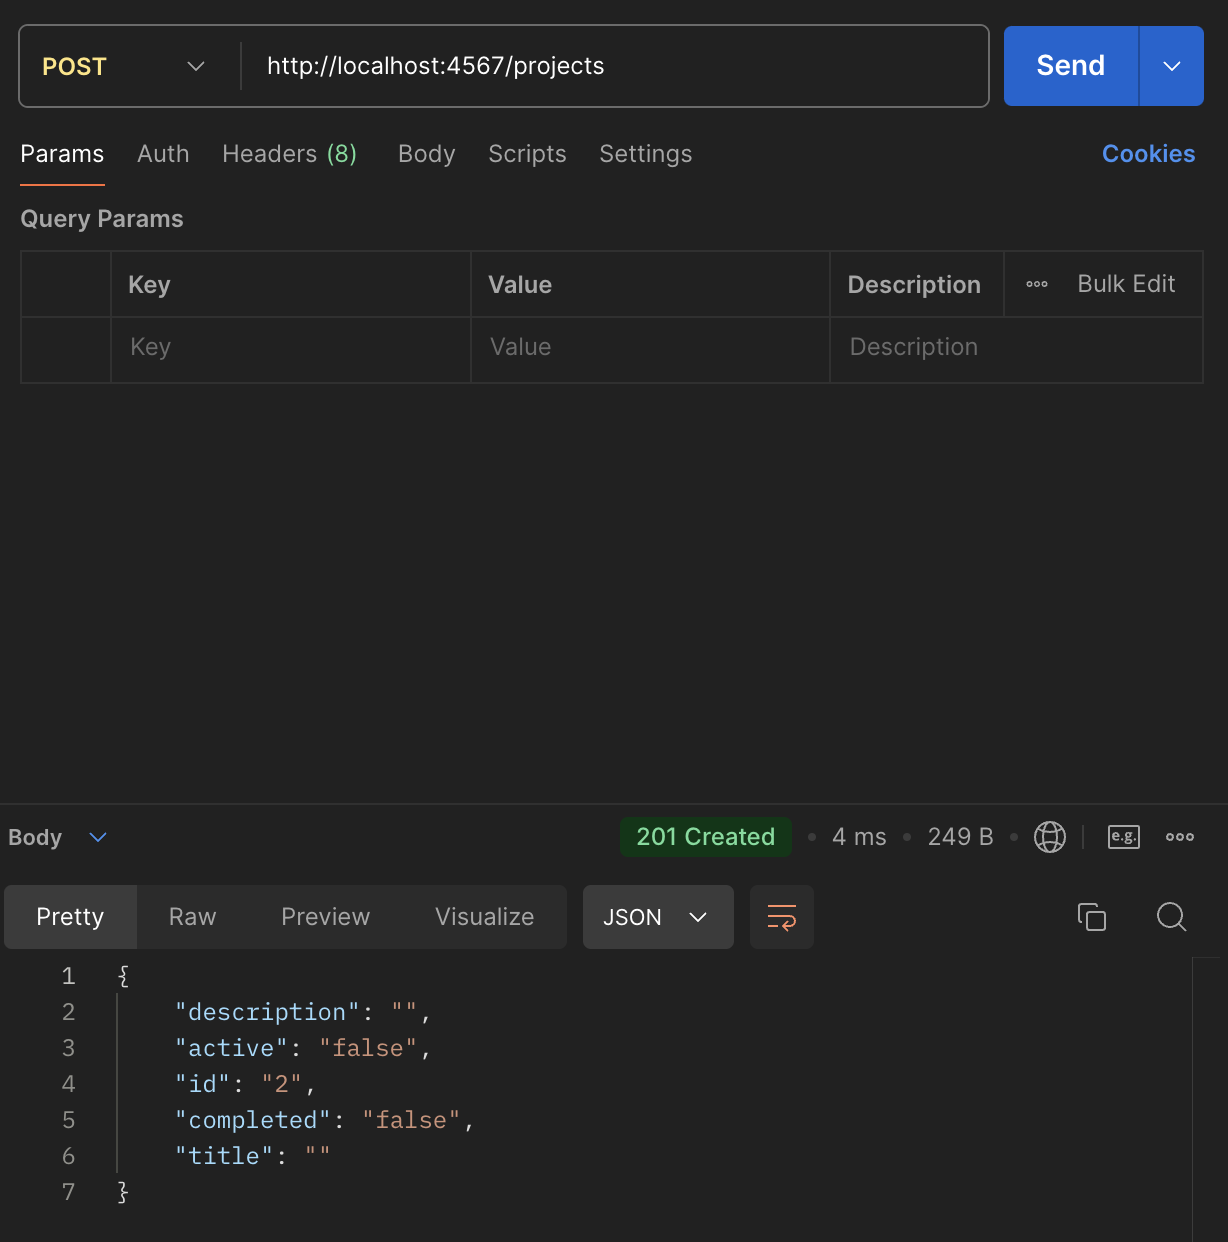 POST http://localhost:4567/projects Send
Params Auth Headers (8) Body Scripts Settings Cookies
Query Params
Key Value Description Bulk Edit
Key Value Description
Body 201 Created 4 ms 249 B e.g.
Pretty Raw Preview Visualize JSON
1 {
2 "description": "",
3 "active": "false",
4 "id": "2",
5 "completed": "false",
6 "title": ""
7 }